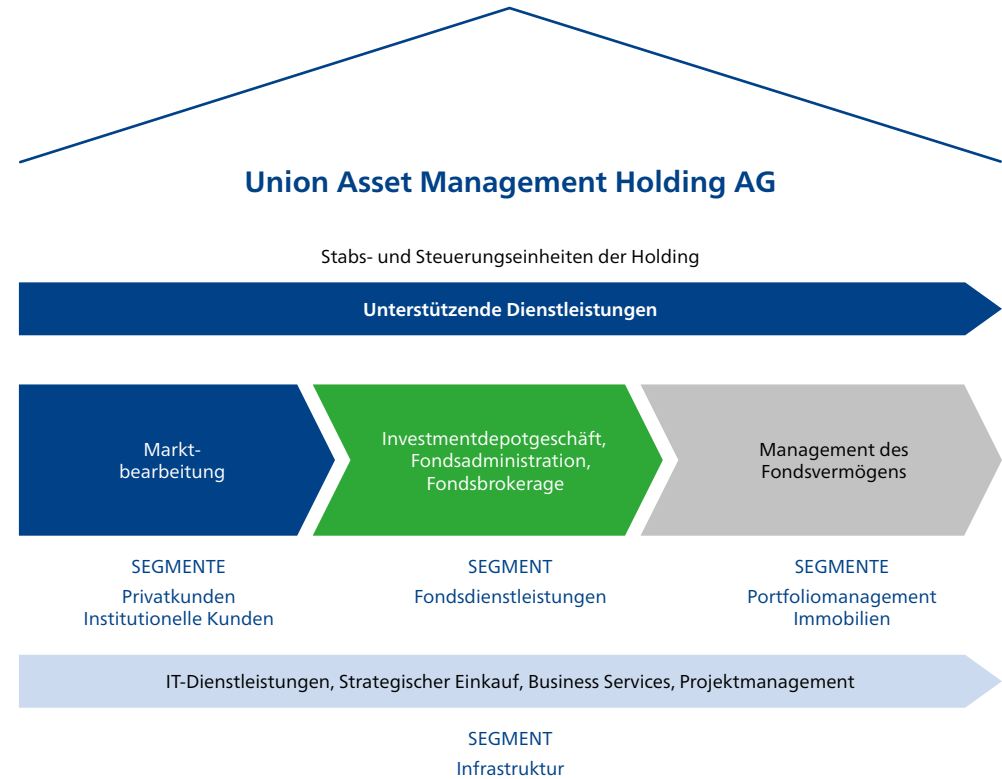 Union Asset Management Holding AG
Stabs- und Steuerungseinheiten der Holding
Unterstützende Dienstleistungen
Markt-
bearbeitung
Investmentdepotgeschäft,
Fondsadministration,
Fondsbrokerage
Management des
Fondsvermögens
SEGMENTE
Privatkunden
Institutionelle Kunden
SEGMENT
Fondsdienstleistungen
SEGMENTE
Portfoliomanagement
Immobilien
IT-Dienstleistungen, Strategischer Einkauf, Business Services, Projektmanagement
SEGMENT
Infrastruktur